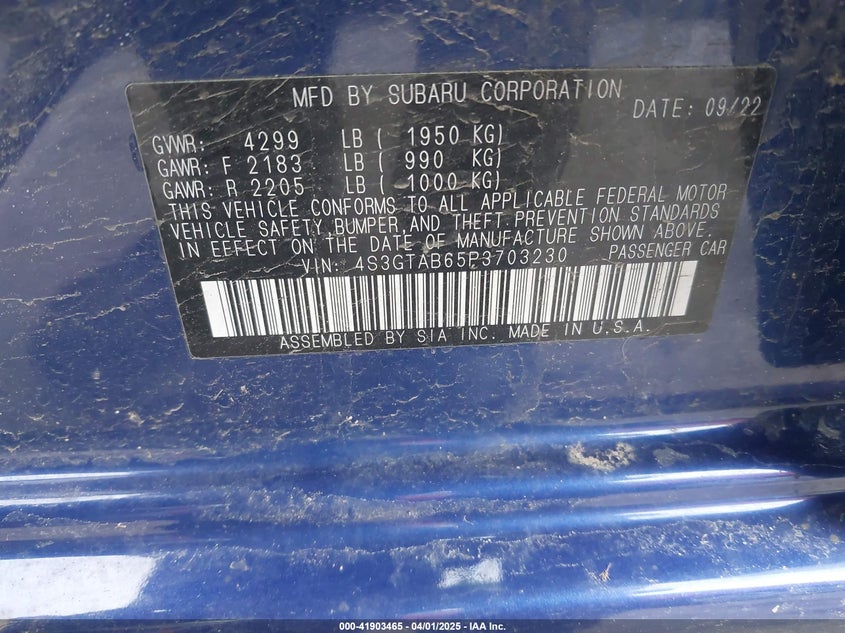 MFD BY SUBARU CORPORATION DATE: 09/22
GVWR: 4299 LB ( 1950 KG)
GAWR: F 2183 LB ( 990 KG)
GAWR: R 2205 LB ( 1000 KG)
THIS VEHICLE CONFORMS TO ALL APPLICABLE FEDERAL MOTOR
VEHICLE SAFETY, BUMPER, AND THEFT PREVENTION STANDARDS
IN EFFECT ON THE DATE OF MANUFACTURE SHOWN ABOVE.
VIN: 4S3GTAB65P3703230 PASSENGER CAR
ASSEMBLED BY SIA INC. MADE IN U.S.A.
000-41903465 - 04/01/2025 - IAA Inc.